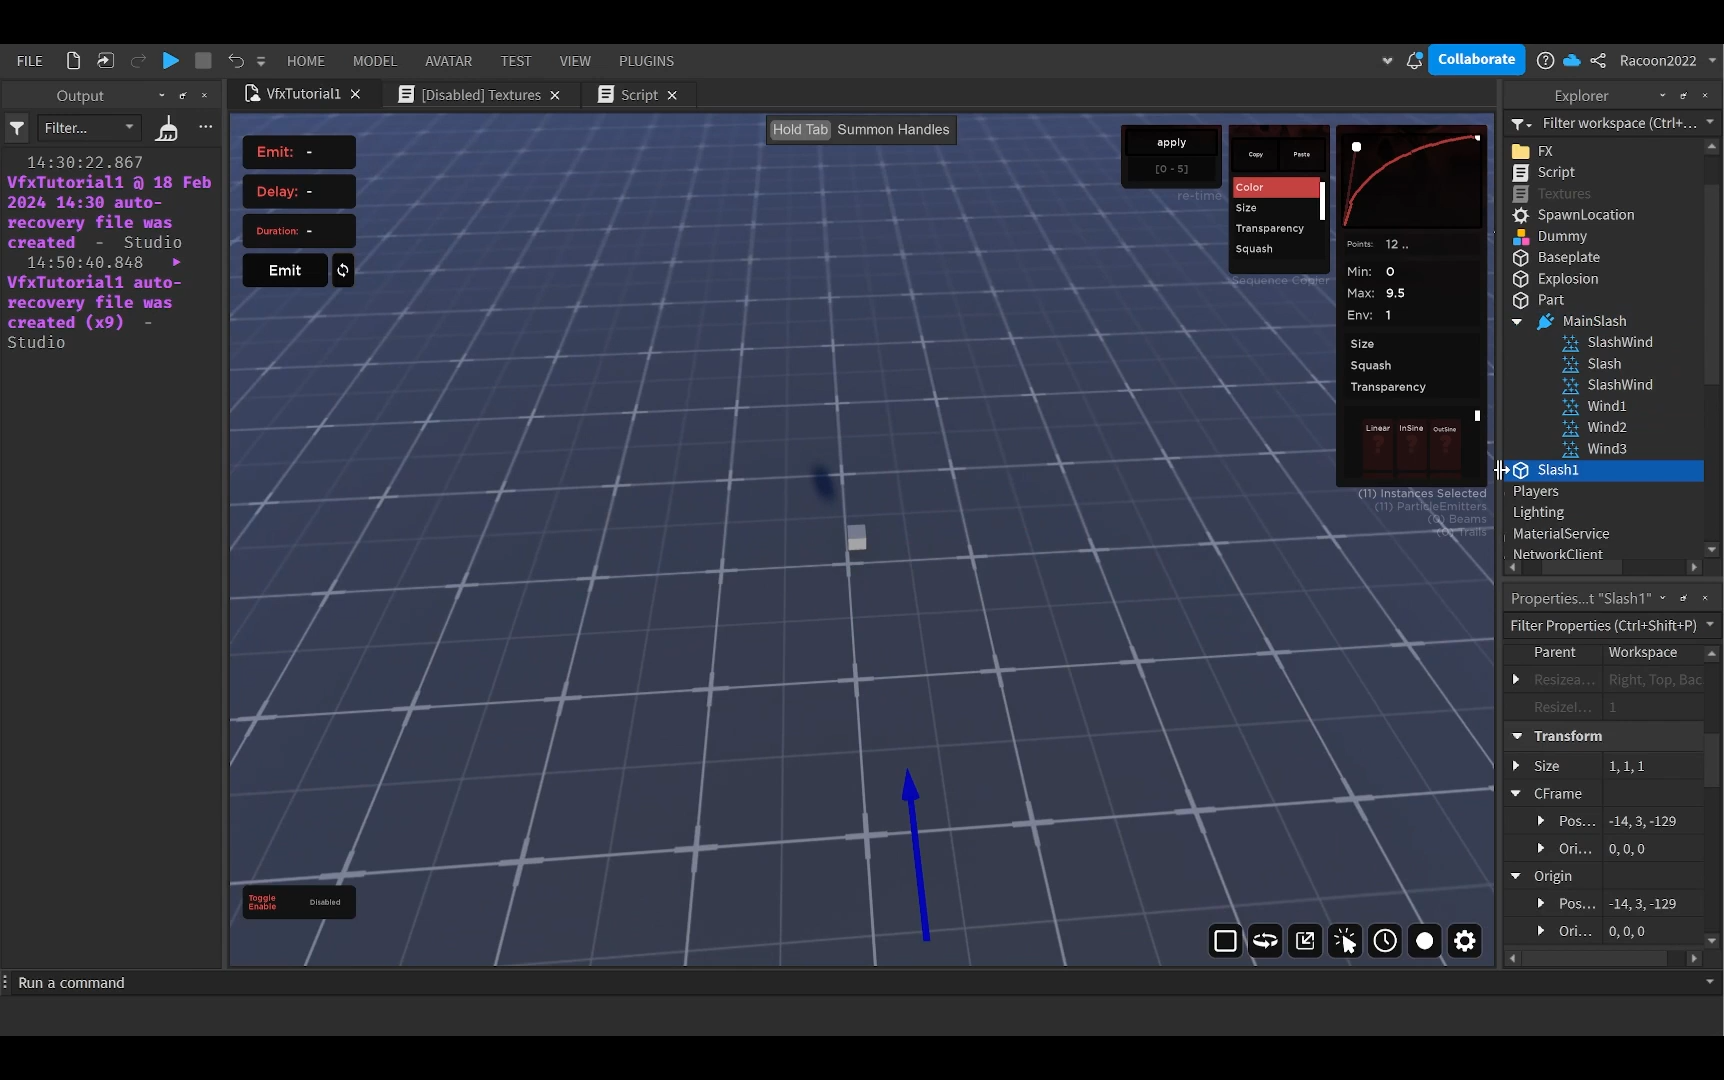 FILE
HOME
MODEL
AVATAR
TEST
VIEW
PLUGINS
Collaborate
Racoon2022
Output
VfxTutorial1
[Disabled] Textures
Script
Explorer
Filter...
Filter workspace (Ctrl+...
14:30:22.867
VfxTutorial1 @ 18 Feb
2024 14:30 auto-
recovery file was
created - Studio
14:50:40.848
VfxTutorial1 auto-
recovery file was
created (x9) -
Studio
Hold Tab Summon Handles
Emit: -
Delay: -
Duration: -
Emit
apply
[0 - 5]
re-time
Copy
Paste
Color
Size
Transparency
Squash
Sequence Copier
Points: 12 ..
Min: 0
Max: 9.5
Env: 1
Size
Squash
Transparency
Linear
InSine
OutSine
(11) Instances Selected
(11) ParticleEmitters
(0) Beams
(0) Trails
Toggle
Enable
Disabled
FX
Script
Textures
SpawnLocation
Dummy
Baseplate
Explosion
Part
MainSlash
SlashWind
Slash
SlashWind
Wind1
Wind2
Wind3
Slash1
Players
Lighting
MaterialService
NetworkClient
Properties...t "Slash1"
Filter Properties (Ctrl+Shift+P)
Parent Workspace
Resizea... Right, Top, Bac
ResizeI... 1
Transform
Size 1, 1, 1
CFrame
Pos... -14, 3, -129
Ori... 0, 0, 0
Origin
Pos... -14, 3, -129
Ori... 0, 0, 0
Run a command